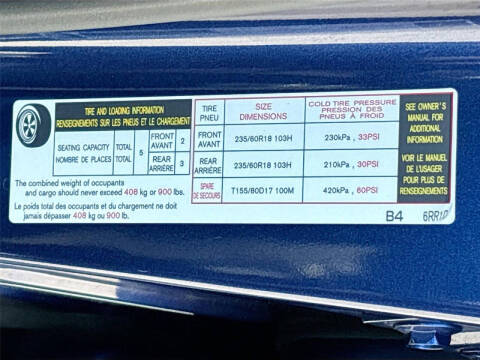 TIRE AND LOADING INFORMATION
RENSEIGNEMENTS SUR LES PNEUS ET LE CHARGEMENT
SEATING CAPACITY TOTAL 5 FRONT AVANT 2
NOMBRE DE PLACES TOTAL REAR ARRIÈRE 3
The combined weight of occupants
and cargo should never exceed 408 kg or 900 lbs.
Le poids total des occupants et du chargement ne doit
jamais dépasser 408 kg ou 900 lb.
TIRE PNEU
SIZE DIMENSIONS
COLD TIRE PRESSURE
PRESSION DES
PNEUS À FROID
FRONT AVANT 235/60R18 103H 230kPa , 33PSI
REAR ARRIÈRE 235/60R18 103H 210kPa , 30PSI
SPARE DE SECOURS T155/80D17 100M 420kPa , 60PSI
SEE OWNER'S
MANUAL FOR
ADDITIONAL
INFORMATION
VOIR LE MANUEL
DE L'USAGER
POUR PLUS DE
RENSEIGNEMENTS
B4